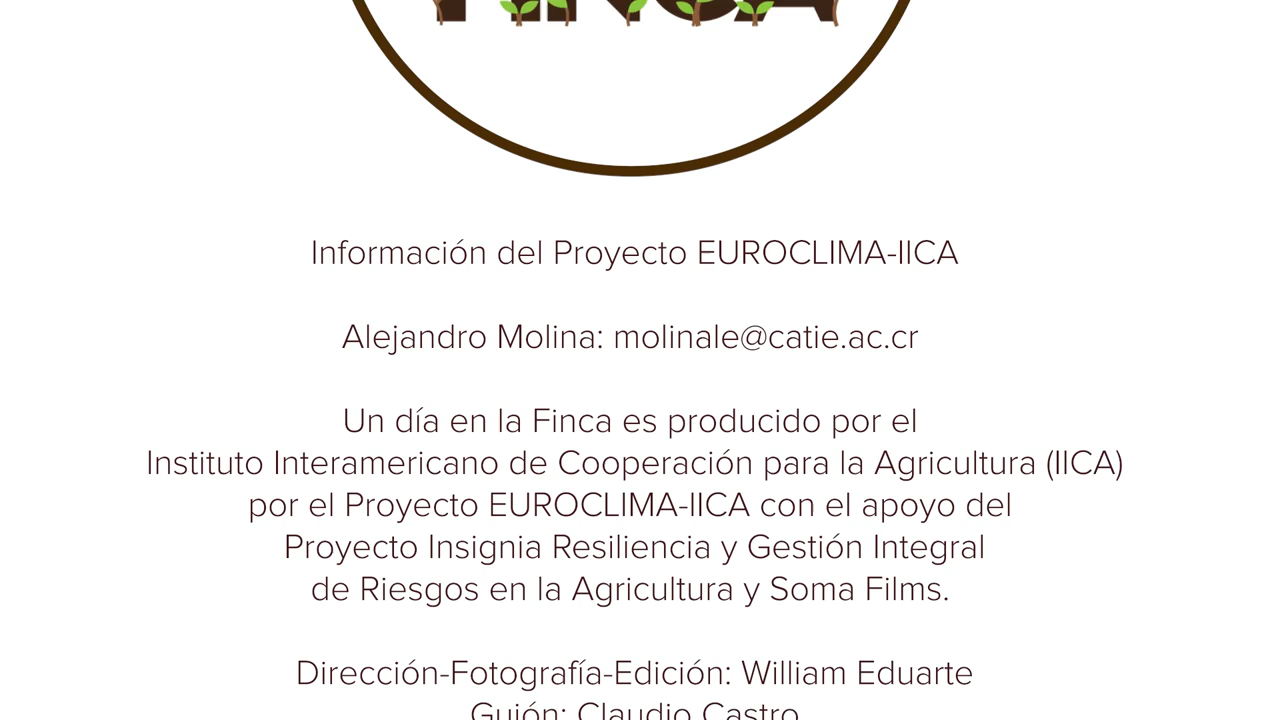 FINCA
Información del Proyecto EUROCLIMA-IICA
Alejandro Molina: molinale@catie.ac.cr
Un día en la Finca es producido por el
Instituto Interamericano de Cooperación para la Agricultura (IICA)
por el Proyecto EUROCLIMA-IICA con el apoyo del
Proyecto Insignia Resiliencia y Gestión Integral
de Riesgos en la Agricultura y Soma Films.
Dirección-Fotografía-Edición: William Eduarte
Guión: Claudio Castro